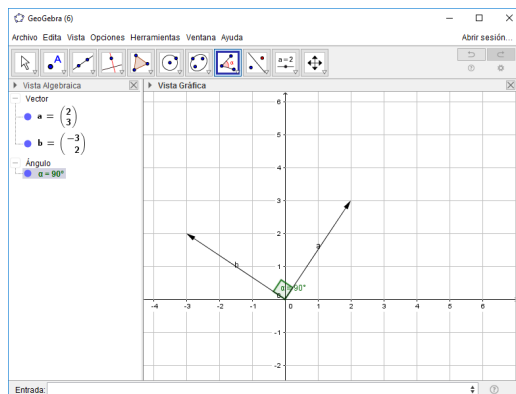 GeoGebra (6)
Archivo Edita Vista Opciones Herramientas Ventana Ayuda
Abrir sesión...
A
α
a=2
Vista Algebraica
Vista Gráfica
Vector
a = (2
3)
b = (−3
2)
Ángulo
α = 90°
6
5
4
3
2
1
0
-1
-2
-4 -3 -2 -1 0 1 2 3 4 5 6
b
a
α = 90°
Entrada: